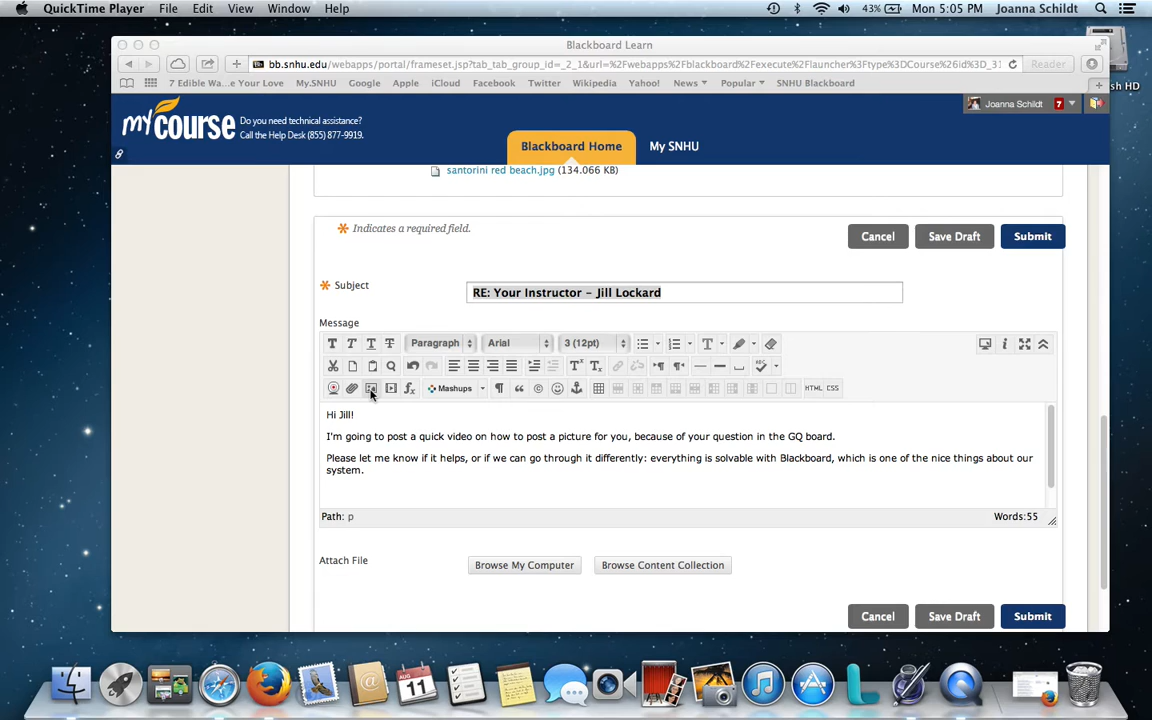 QuickTime Player File Edit View Window Help 43% Mon 5:05 PM Joanna Schildt
Blackboard Learn
bb.snhu.edu/webapps/portal/frameset.jsp?tab_tab_group_id=_2_1&url=%2Fwebapps%2Fblackboard%2Fexecute%2Flauncher%3Ftype%3DCourse%26id%3D_31 Reader
7 Edible Wa...e Your Love My.SNHU Google Apple iCloud Facebook Twitter Wikipedia Yahoo! News Popular SNHU Blackboard
sh HD
Joanna Schildt 7
my course
Do you need technical assistance?
Call the Help Desk (855) 877-9919.
Blackboard Home My SNHU
santorini red beach.jpg (134.066 KB)
Indicates a required field.
Cancel Save Draft Submit
Subject RE: Your Instructor - Jill Lockard
Message
T T T T Paragraph Arial 3 (12pt) T
ABC
Mashups HTML CSS
Hi Jill!
I'm going to post a quick video on how to post a picture for you, because of your question in the GQ board.
Please let me know if it helps, or if we can go through it differently: everything is solvable with Blackboard, which is one of the nice things about our
system.
Path: p Words:55
Attach File Browse My Computer Browse Content Collection
Cancel Save Draft Submit
AUG
11